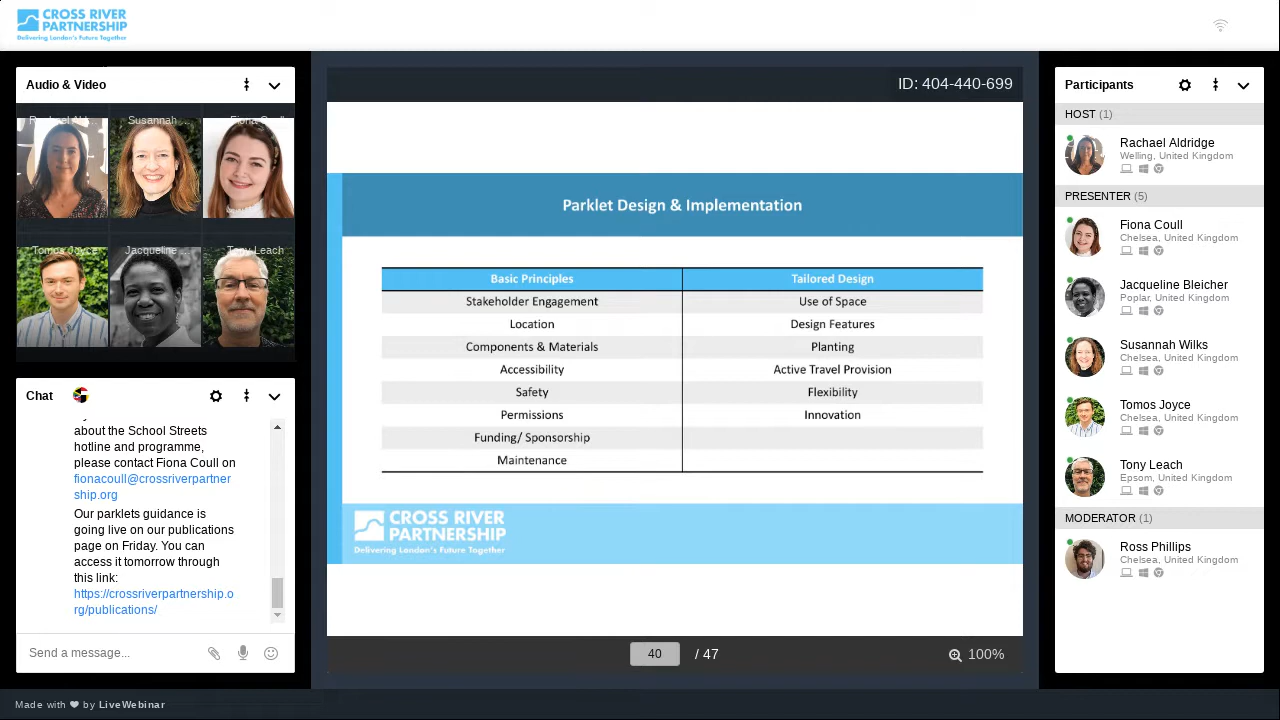 CROSS RIVER
PARTNERSHIP
Delivering London's Future Together
Audio & Video
Susannah ...
Fiona Coull
Tomos Joyce
Jacqueline ...
Tony Leach
Chat
about the School Streets
hotline and programme,
please contact Fiona Coull on
fionacoull@crossriverpartner
ship.org
Our parklets guidance is
going live on our publications
page on Friday. You can
access it tomorrow through
this link:
https://crossriverpartnership.o
rg/publications/
Send a message...
ID: 404-440-699
Parklet Design & Implementation
Basic Principles Tailored Design
Stakeholder Engagement Use of Space
Location Design Features
Components & Materials Planting
Accessibility Active Travel Provision
Safety Flexibility
Permissions Innovation
Funding/ Sponsorship
Maintenance
CROSS RIVER
PARTNERSHIP
Delivering London's Future Together
40 / 47
100%
Participants
HOST (1)
Rachael Aldridge
Welling, United Kingdom
PRESENTER (5)
Fiona Coull
Chelsea, United Kingdom
Jacqueline Bleicher
Poplar, United Kingdom
Susannah Wilks
Chelsea, United Kingdom
Tomos Joyce
Chelsea, United Kingdom
Tony Leach
Epsom, United Kingdom
MODERATOR (1)
Ross Phillips
Chelsea, United Kingdom
Made with by LiveWebinar